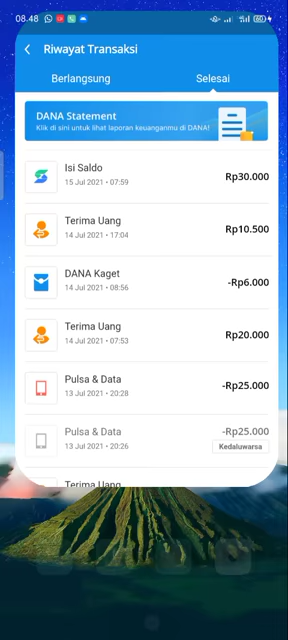 08.48
Riwayat Transaksi
Berlangsung
Selesai
DANA Statement
Klik di sini untuk lihat laporan keuanganmu di DANA!
Isi Saldo
Rp30.000
15 Jul 2021 • 07:59
Terima Uang
Rp10.500
14 Jul 2021 • 17:04
DANA Kaget
-Rp6.000
14 Jul 2021 • 08:56
Terima Uang
Rp20.000
14 Jul 2021 • 07:53
Pulsa & Data
-Rp25.000
13 Jul 2021 • 20:28
Pulsa & Data
-Rp25.000
13 Jul 2021 • 20:26
Kedaluwarsa
Terima Uang